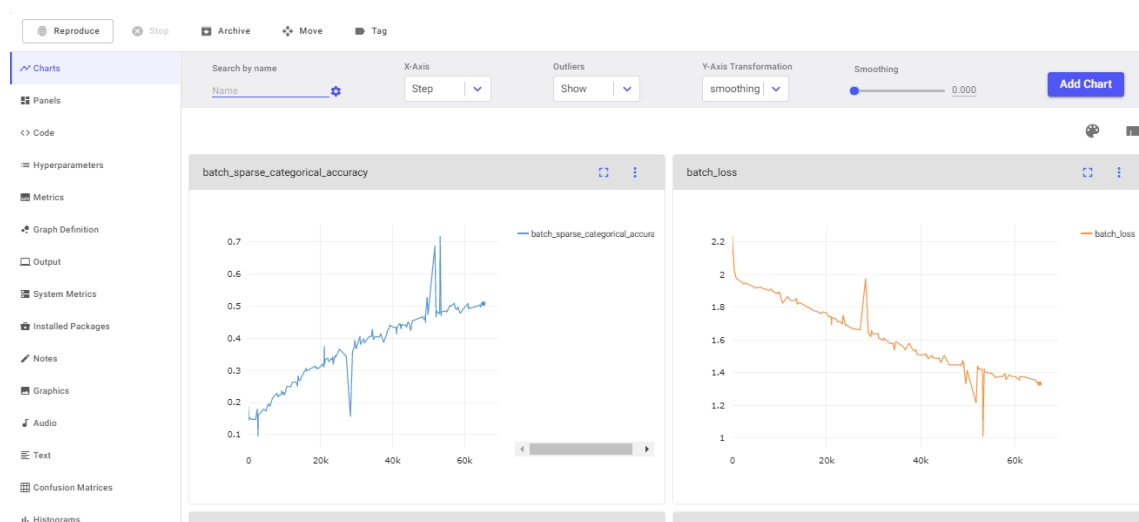 Reproduce Stop Archive Move Tag
Charts
Panels
Code
Hyperparameters
Metrics
Graph Definition
Output
System Metrics
Installed Packages
Notes
Graphics
Audio
Text
Confusion Matrices
Histograms
Search by name X-Axis Outliers Y-Axis Transformation Smoothing
Name Step Show smoothing 0.000 Add Chart
batch_sparse_categorical_accuracy
batch_sparse_categorical_accura
0.7
0.6
0.5
0.4
0.3
0.2
0.1
0 20k 40k 60k
batch_loss
batch_loss
2.2
2
1.8
1.6
1.4
1.2
1
0 20k 40k 60k